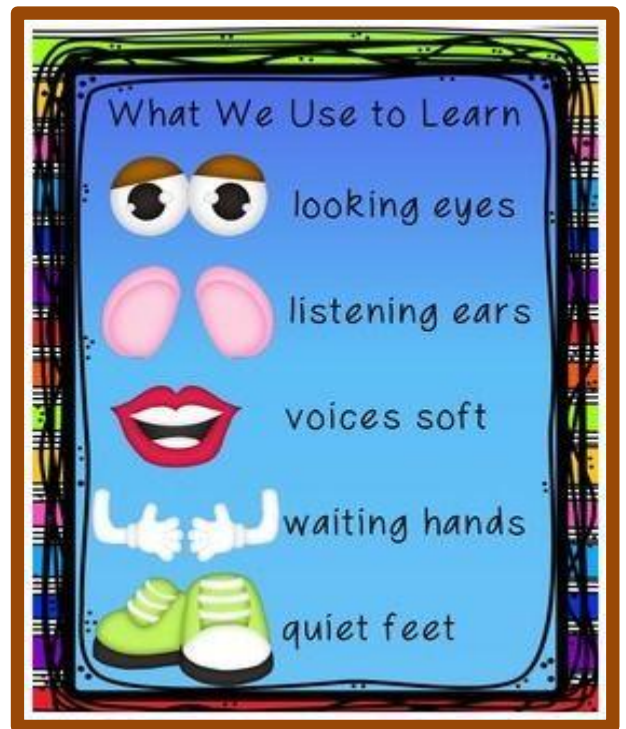 What We Use to Learn
looking eyes
listening ears
voices soft
waiting hands
quiet feet